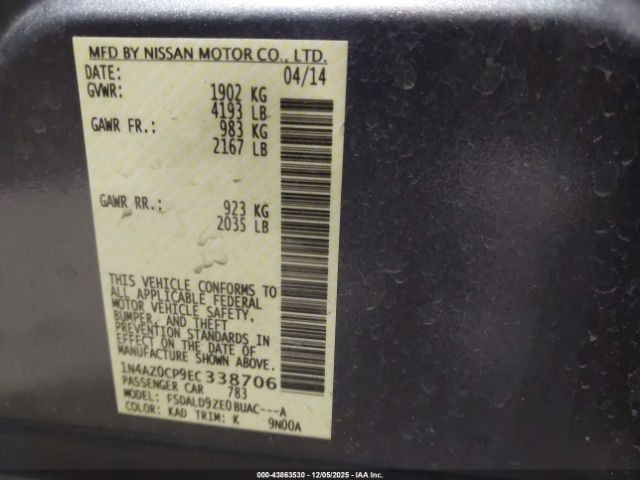 MFD BY NISSAN MOTOR CO., LTD.
DATE: 04/14
GVWR: 1902 KG
4193 LB
GAWR FR.: 983 KG
2167 LB
GAWR RR.: 923 KG
2035 LB
THIS VEHICLE CONFORMS TO
ALL APPLICABLE FEDERAL
MOTOR VEHICLE SAFETY,
BUMPER, AND THEFT
PREVENTION STANDARDS IN
EFFECT ON THE DATE OF
MANUFACTURE SHOWN ABOVE.
1N4AZ0CP9EC338706
PASSENGER CAR 783
MODEL: FSDALD9ZE0BUAC---A
COLOR: KAD TRIM: K 9N00A
000-43863530 - 12/05/2025 - IAA Inc.